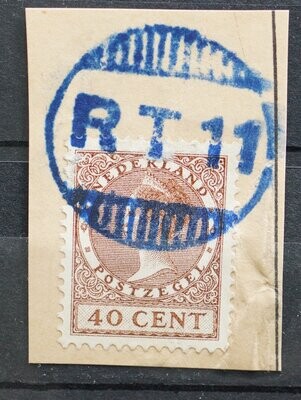 RT 11
NEDERLAND
POSTZEGEL
40 CENT